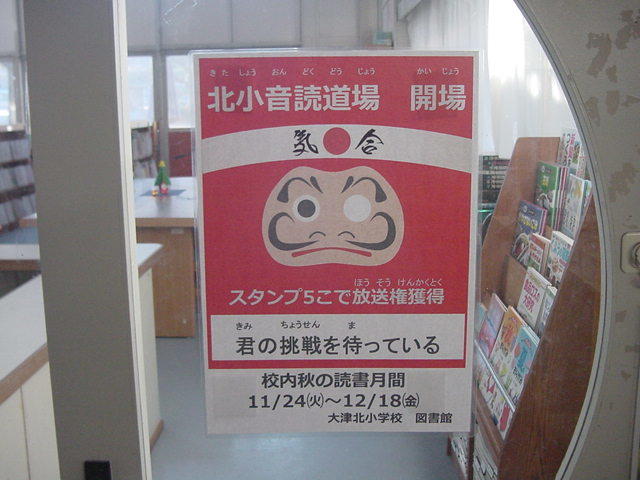 きたしょうおんどくどうじょう かいじょう
北小音読道場 開場
気合
ほうそうけんかくとく
スタンプ5こで放送権獲得
きみ ちょうせん ま
君の挑戦を待っている
校内秋の読書月間
11/24㈫～12/18㈮
大津北小学校 図書館